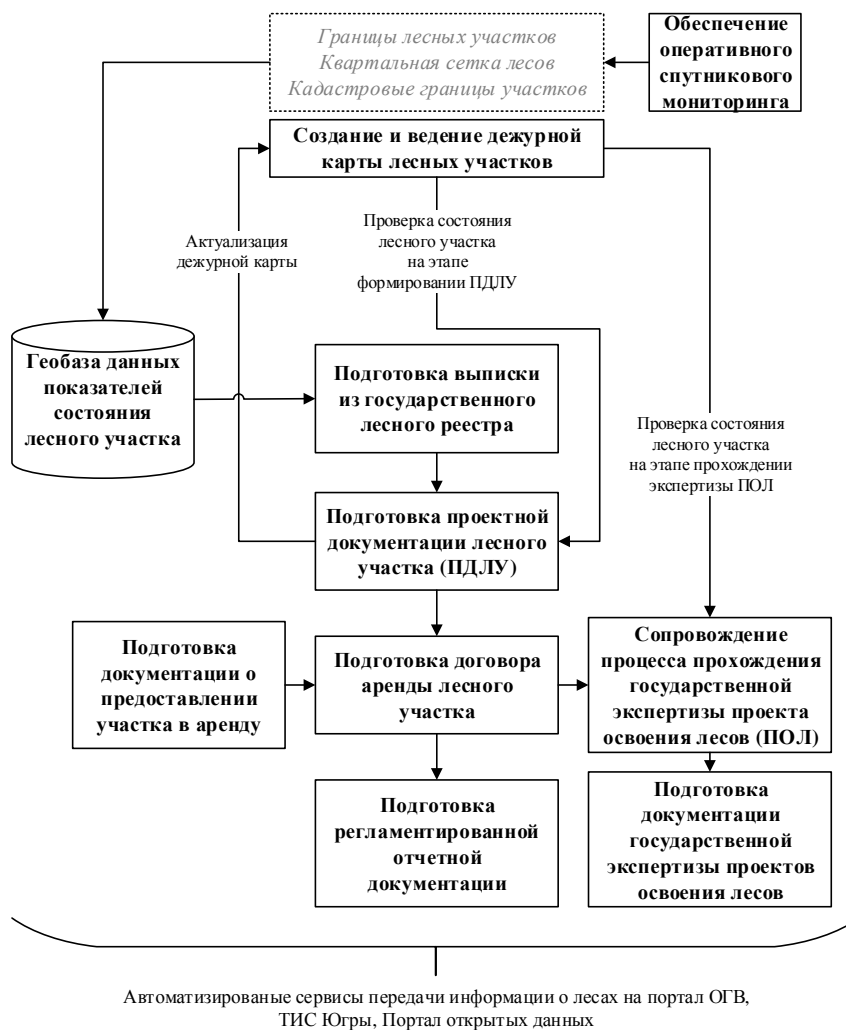 Границы лесных участков
Квартальная сетка лесов
Кадастровые границы участков
Обеспечение
оперативного
спутникового
мониторинга
Создание и ведение дежурной
карты лесных участков
Актуализация
дежурной карты
Проверка состояния
лесного участка
на этапе
формировании ПДЛУ
Геобаза данных
показателей
состояния
лесного участка
Подготовка выписки
из государственного
лесного реестра
Проверка состояния
лесного участка
на этапе прохождении
экспертизы ПОЛ
Подготовка проектной
документации лесного
участка (ПДЛУ)
Подготовка
документации о
предоставлении
участка в аренду
Подготовка договора
аренды лесного
участка
Сопровождение
процесса прохождения
государственной
экспертизы проекта
освоения лесов (ПОЛ)
Подготовка
регламентированной
отчетной
документации
Подготовка
документации
государственной
экспертизы проектов
освоения лесов
Автоматизированые сервисы передачи информации о лесах на портал ОГВ,
ТИС Югры, Портал открытых данных